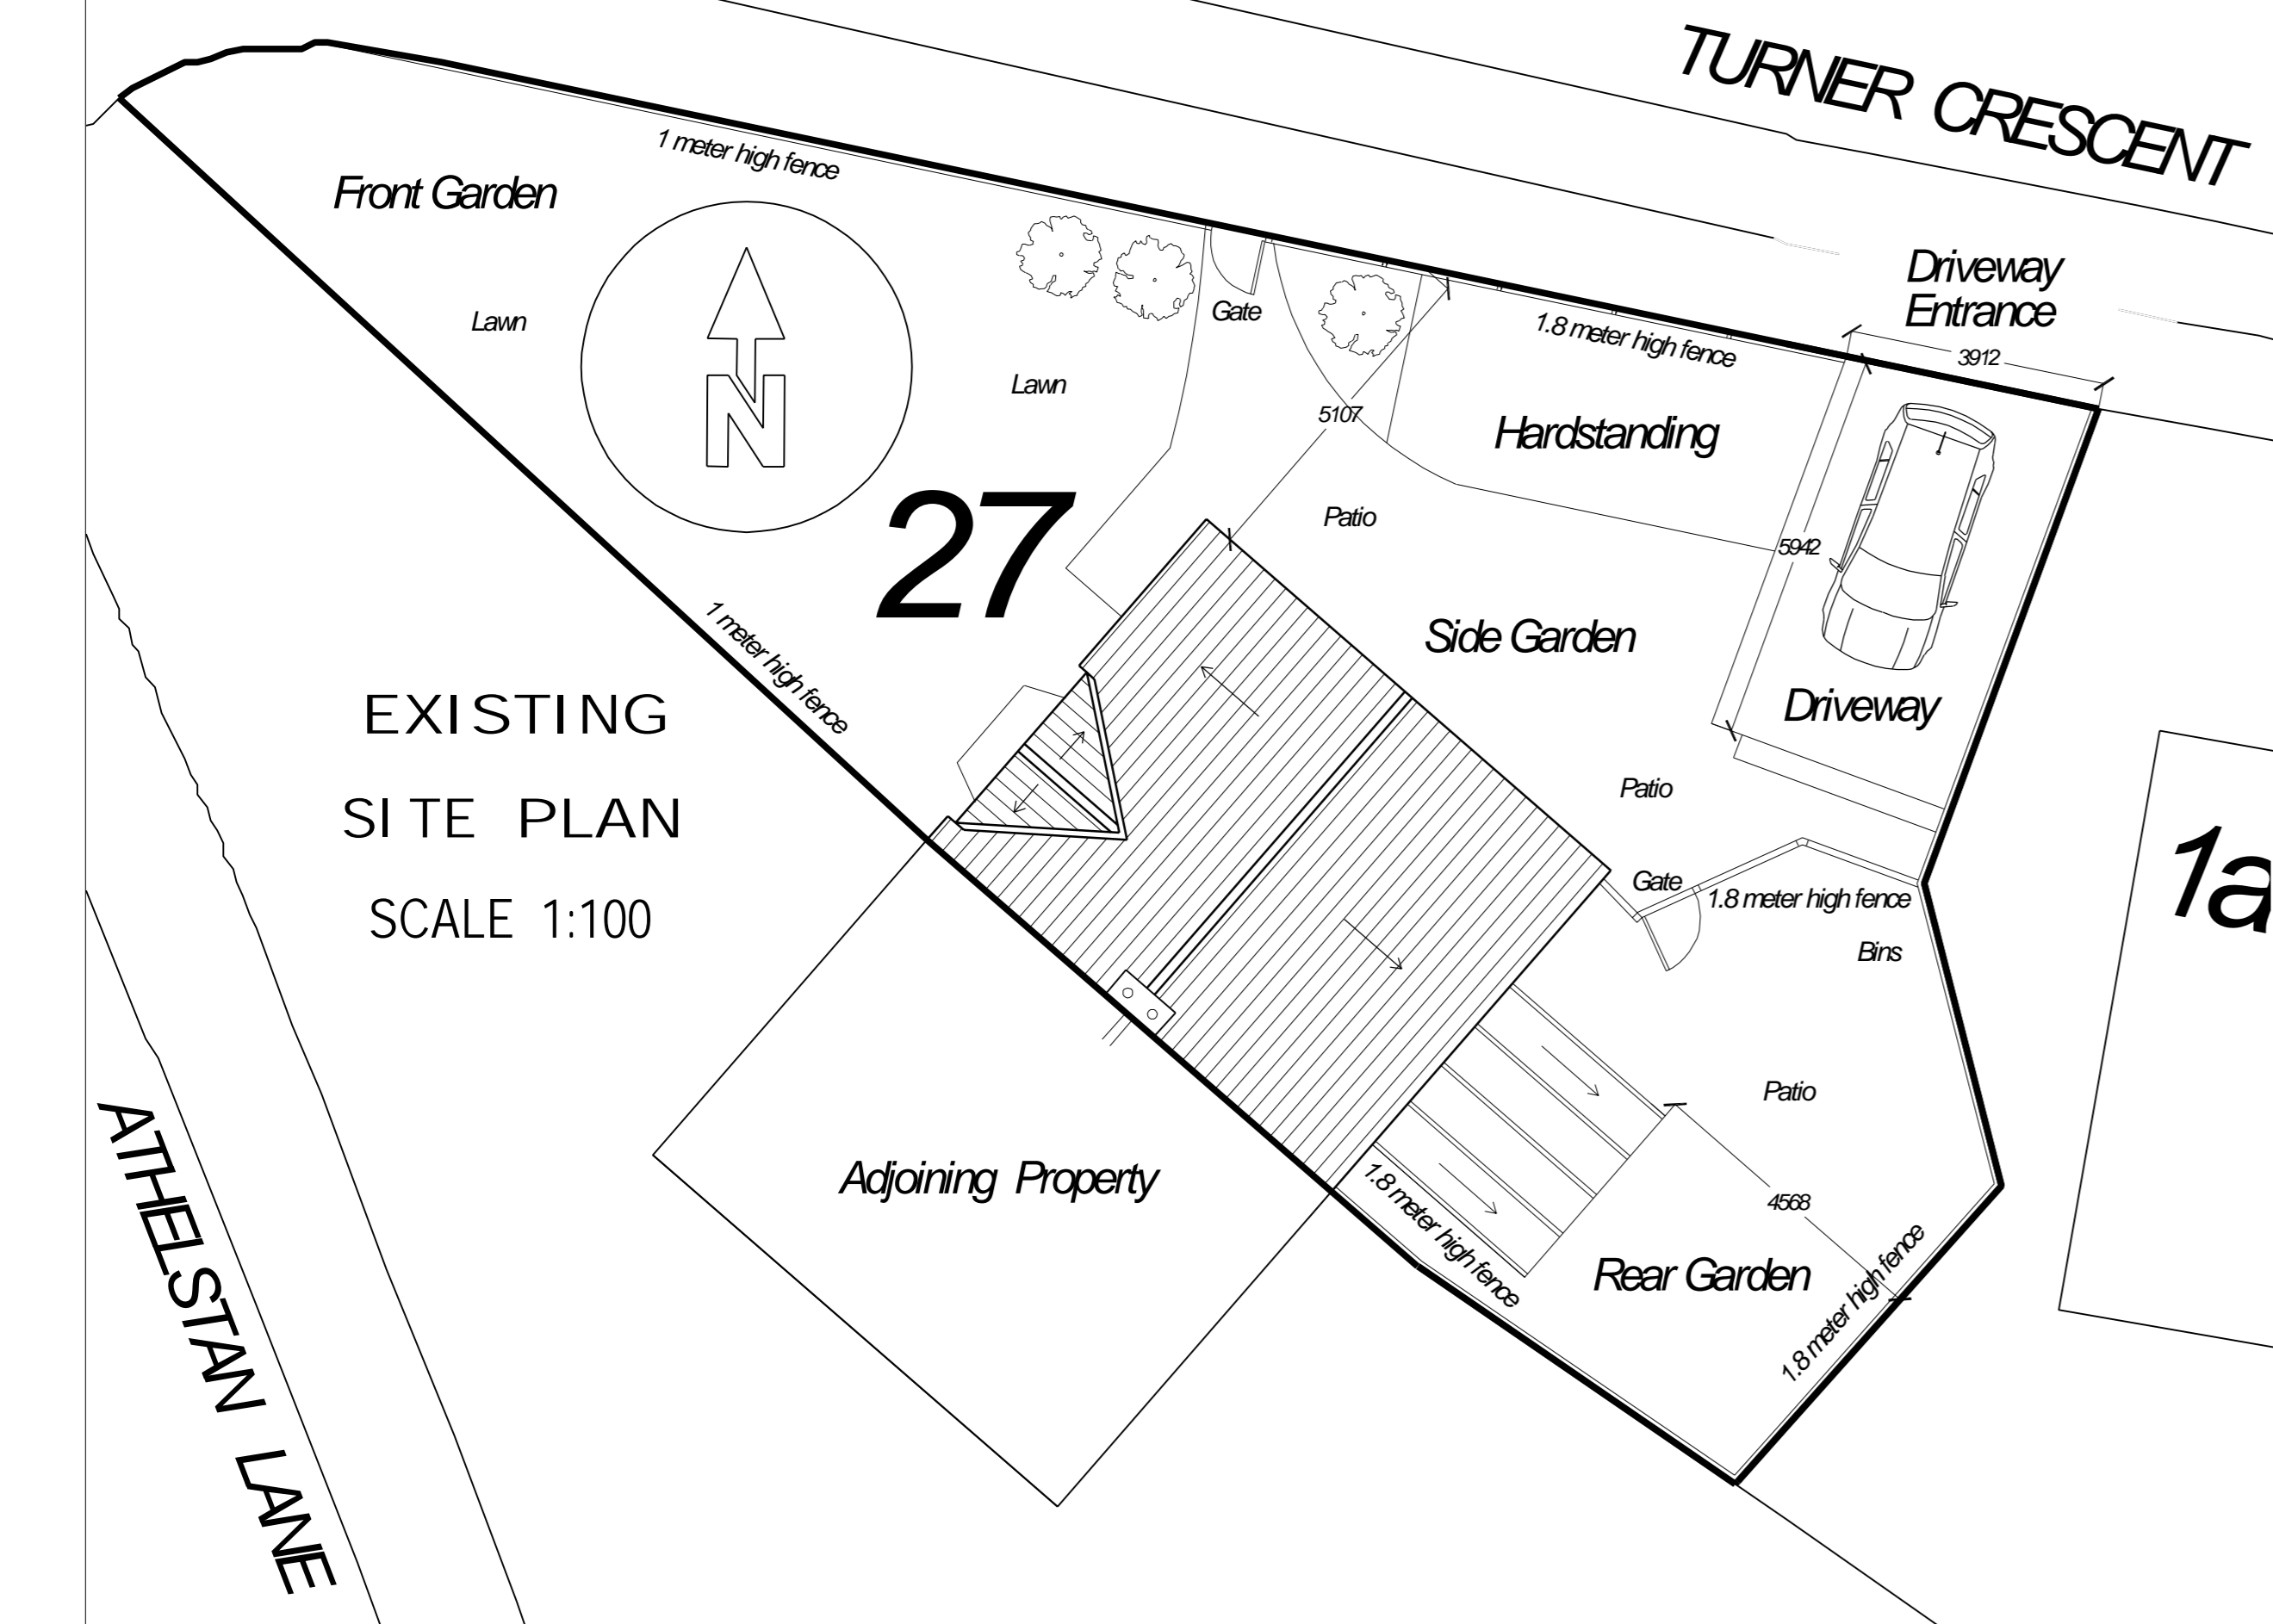 TURNER CRESCENT
1 meter high fence
Front Garden
Driveway
Entrance
Lawn
Gate
1.8 meter high fence
3912
N
Lawn
5107
Hardstanding
27
Patio
5942
1 meter high fence
Side Garden
EXISTING
SITE PLAN
SCALE 1:100
Driveway
Patio
1a
Gate
1.8 meter high fence
Bins
Patio
ATHELSTAN LANE
Adjoining Property
1.8 meter high fence
4568
Rear Garden
1.8 meter high fence